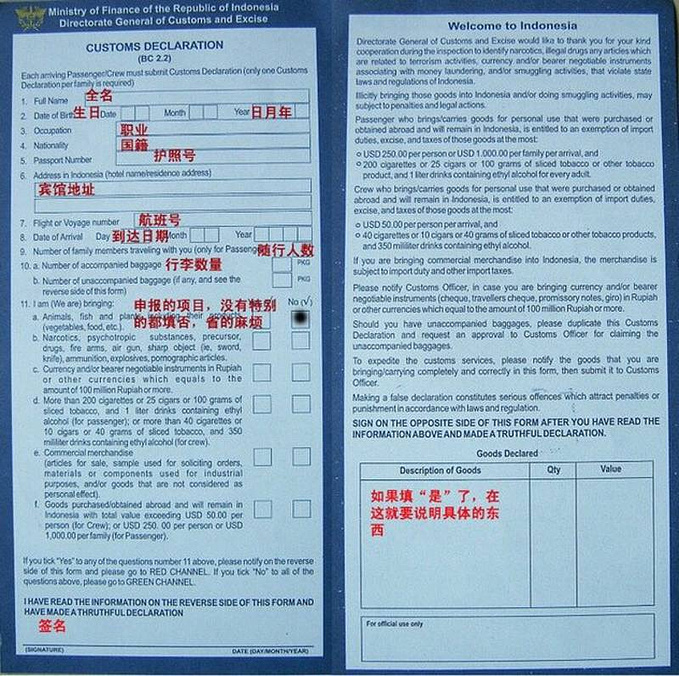 Ministry of Finance of the Republic of Indonesia
Directorate General of Customs and Excise
CUSTOMS DECLARATION
(BC 2.2)
Each arriving Passenger/Crew must submit Customs Declaration (only one Customs
Declaration per family is required)
1. Full Name 全名
2. Date of Birth 生日 Date Month Year 日月年
3. Occupation 职业
4. Nationality 国籍
5. Passport Number 护照号
6. Address in Indonesia (hotel name/residence address)
宾馆地址
7. Flight or Voyage number 航班号
8. Date of Arrival Day 到达日期 Month Year
9. Number of family members traveling with you (only for Passenger 随行人数
10. a. Number of accompanied baggage 行李数量 PKG
b. Number of unaccompanied baggage (if any, and see the PKG
reverse side of this form)
11. I am (We are) bringing: 申报的项目，没有特别 No (√)
a. Animals, fish and plants including their products
(vegetables, food, etc.). 的都填否，省的麻烦
b. Narcotics, psychotropic substances, precursor,
drugs, fire arms, air gun, sharp object (ie, sword,
knife), ammunition, explosives, pornographic articles.
c. Currency and/or bearer negotiable instruments in Rupiah
or other currencies which equals to the
amount of 100 million Rupiah or more.
d. More than 200 cigarettes or 25 cigars or 100 grams of
sliced tobacco, and 1 liter drinks containing ethyl
alcohol (for passenger); or more than 40 cigarettes or
10 cigars or 40 grams of sliced tobacco, and 350
mililiter drinks containing ethyl alcohol (for crew).
e. Commercial merchandise
(articles for sale, sample used for soliciting orders,
materials or components used for industrial
purposes, and/or goods that are not considered as
personal effect).
f. Goods purchased/obtained abroad and will remain in
Indonesia with total value exceeding USD 50.00 per
person (for Crew); or USD 250. 00 per person or USD
1,000.00 per family (for Passenger).
If you tick "Yes" to any of the questions number 11 above, please notify on the reverse
side of this form and please go to RED CHANNEL. If you tick "No" to all of the
questions above, please go to GREEN CHANNEL.
I HAVE READ THE INFORMATION ON THE REVERSE SIDE OF THIS FORM AND
HAVE MADE A THRUTHFUL DECLARATION
签名
(SIGNATURE) DATE (DAY/MONTH/YEAR)
Welcome to Indonesia
Directorate General of Customs and Excise would like to thank you for your kind
cooperation during the inspection to identify narcotics, illegal drugs any articles which
are related to terrorism activities, currency and/or bearer negotiable instruments
associating with money laundering, and/or smuggling activities, that violate state
laws and regulations of Indonesia.
Illicitly bringing those goods into Indonesia and/or doing smuggling activities, may
subject to penalties and legal actions.
Passenger who brings/carries goods for personal use that were purchased or
obtained abroad and will remain in Indonesia, is entitled to an exemption of import
duties, excise, and taxes of those goods at the most:
USD 250.00 per person or USD 1.000.00 per family per arrival, and
200 cigarettes or 25 cigars or 100 grams of sliced tobacco or other tobacco
product, and 1 liter drinks containing ethyl alcohol for every adult.
Crew who brings/carries goods for personal use that were purchased or obtained
abroad and will remain in Indonesia, is entitled to an exemption of import duties,
excise, and taxes of those goods at the most:
USD 50.00 per person per arrival, and
40 cigarettes or 10 cigars or 40 grams of sliced tobacco or other tobacco products,
and 350 mililiter drinks containing ethyl alcohol.
If you are bringing commercial merchandise into Indonesia, the merchandise is
subject to import duties and other import taxes.
Please notify Customs Officer, in case you are bringing currency and/or bearer
negotiable instruments (cheque, travellers cheque, promissory notes, giro) in Rupiah
or other currencies which equal to the amount of 100 million Rupiah or more.
Should you have unaccompanied baggages, please duplicate this Customs
Declaration and request an approval to Customs Officer for claiming the
unaccompanied baggages.
To expedite the customs services, please notify the goods that you are
bringing/carrying completely and correctly in this form, then submit it to Customs
Officer.
Making a false declaration constitutes serious offences which attract penalties or
punishment in accordance with laws and regulation.
SIGN ON THE OPPOSITE SIDE OF THIS FORM AFTER YOU HAVE READ THE
INFORMATION ABOVE AND MADE A TRUTHFUL DECLARATION.
Goods Declared
Description of Goods Qty Value
如果填“是”了，在
这就要说明具体的东
西
For official use only